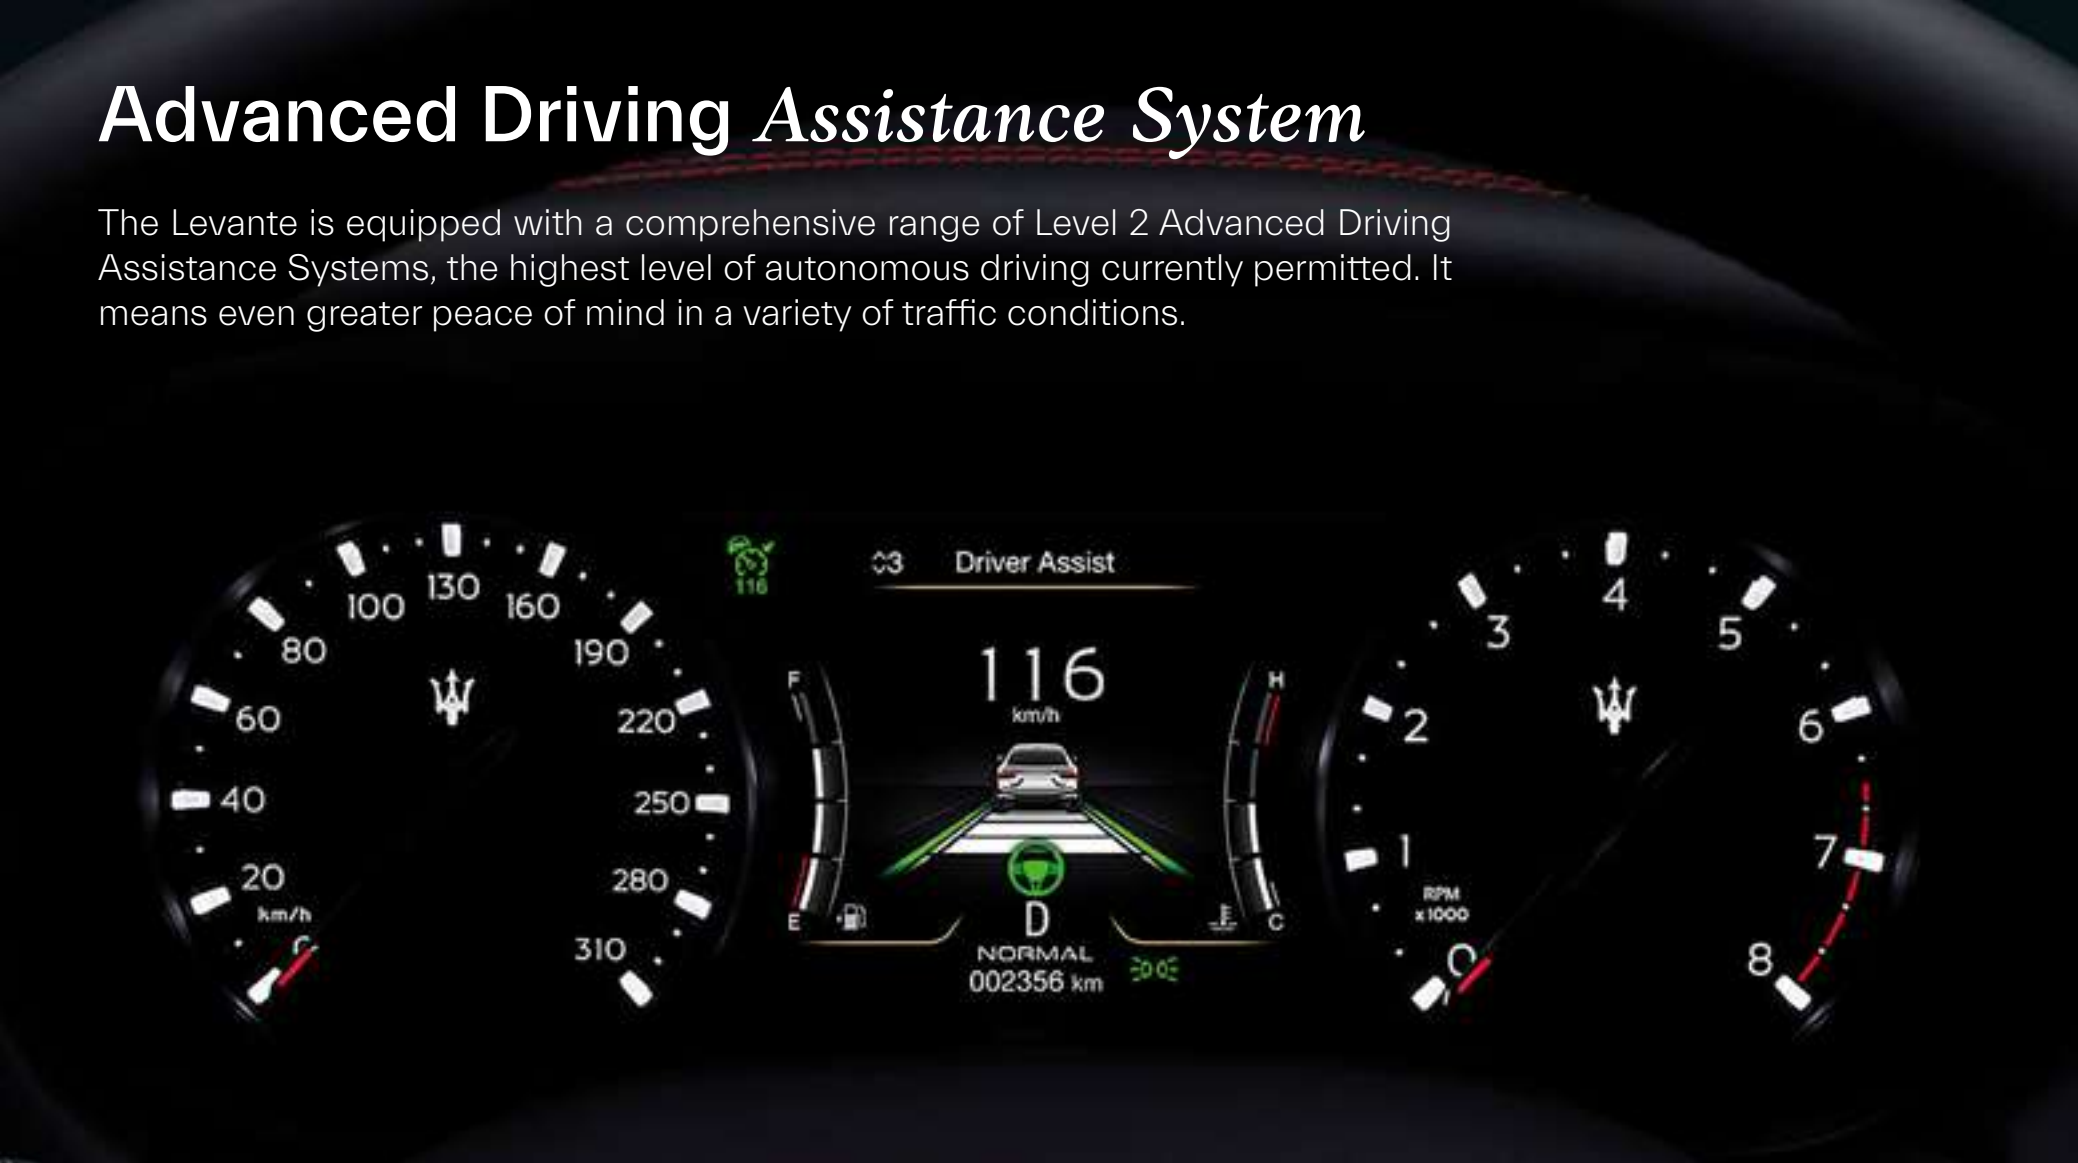 Advanced Driving Assistance System
The Levante is equipped with a comprehensive range of Level 2 Advanced Driving
Assistance Systems, the highest level of autonomous driving currently permitted. It
means even greater peace of mind in a variety of traffic conditions.
116
3 Driver Assist
116
km/h
F
E
H
C
D
NORMAL
002356 km
20
40
60
80
100
130
160
190
220
250
280
310
km/h
0
1
2
3
4
5
6
7
8
RPM
x1000